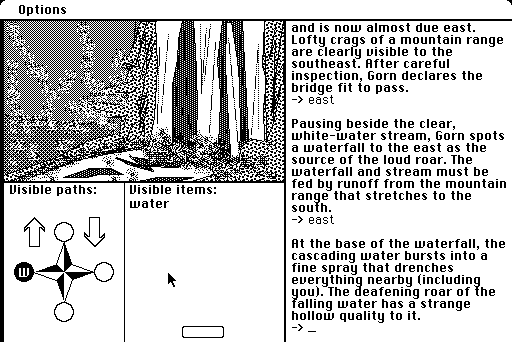 Options
and is now almost due east.
Lofty crags of a mountain range
are clearly visible to the
southeast. After careful
inspection, Gorn declares the
bridge fit to pass.
-> east
Pausing beside the clear,
white-water stream, Gorn spots
a waterfall to the east as the
source of the loud roar. The
waterfall and stream must be
fed by runoff from the mountain
range that stretches to the
south.
-> east
At the base of the waterfall, the
cascading water bursts into a
fine spray that drenches
everything nearby (including
you). The deafening roar of the
falling water has a strange
hollow quality to it.
-> _
Visible paths:
W
Visible items:
water